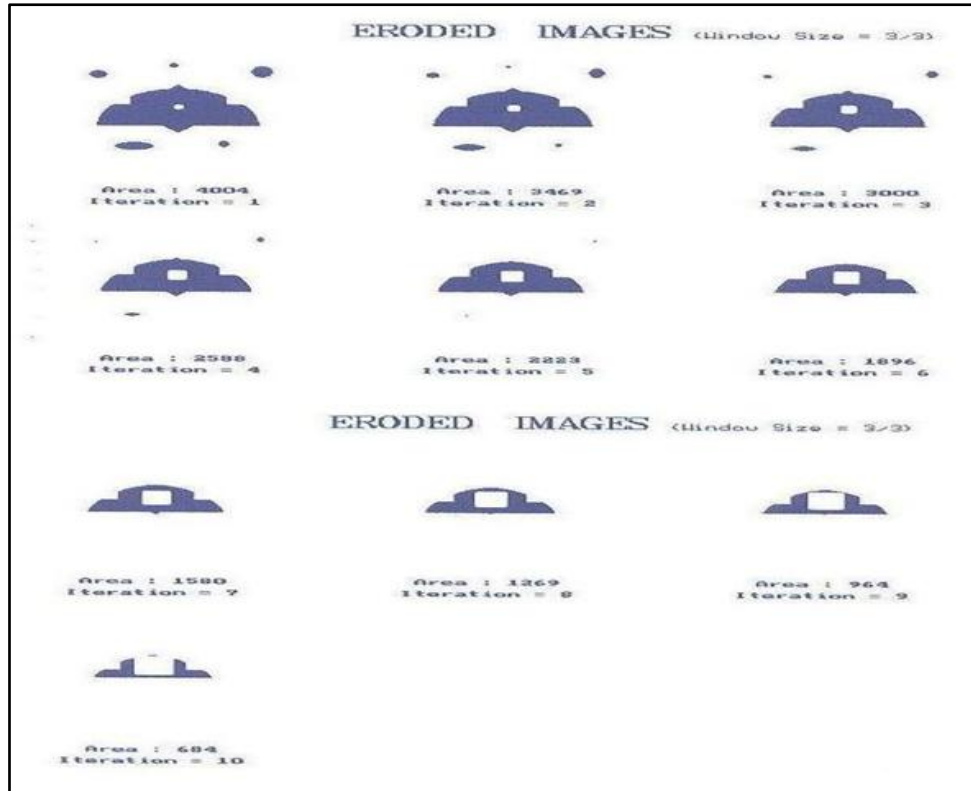 ERODED IMAGES (Window Size = 3/3)
Area : 4004
Iteration = 1
Area : 3469
Iteration = 2
Area : 3000
Iteration = 3
Area : 2588
Iteration = 4
Area : 2223
Iteration = 5
Area : 1896
Iteration = 6
ERODED IMAGES (Window Size = 3/3)
Area : 1580
Iteration = 7
Area : 1269
Iteration = 8
Area : 964
Iteration = 9
Area : 684
Iteration = 10